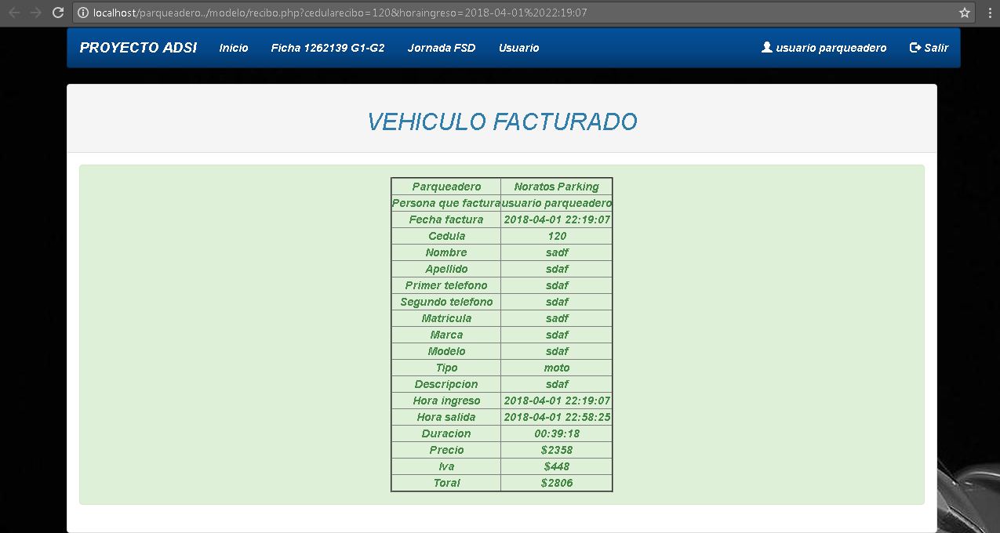 localhost/parqueadero../modelo/recibo.php?cedularecibo=120&horaingreso=2018-04-01%2022:19:07
PROYECTO ADSI Inicio Ficha 1262139 G1-G2 Jornada FSD Usuario usuario parqueadero Salir
VEHICULO FACTURADO
Parqueadero Noratos Parking
Persona que factura usuario parqueadero
Fecha factura 2018-04-01 22:19:07
Cedula 120
Nombre sadf
Apellido sdaf
Primer telefono sdaf
Segundo telefono sdaf
Matricula sadf
Marca sdaf
Modelo sdaf
Tipo moto
Descripcion sdaf
Hora ingreso 2018-04-01 22:19:07
Hora salida 2018-04-01 22:58:25
Duracion 00:39:18
Precio $2358
Iva $448
Toral $2806